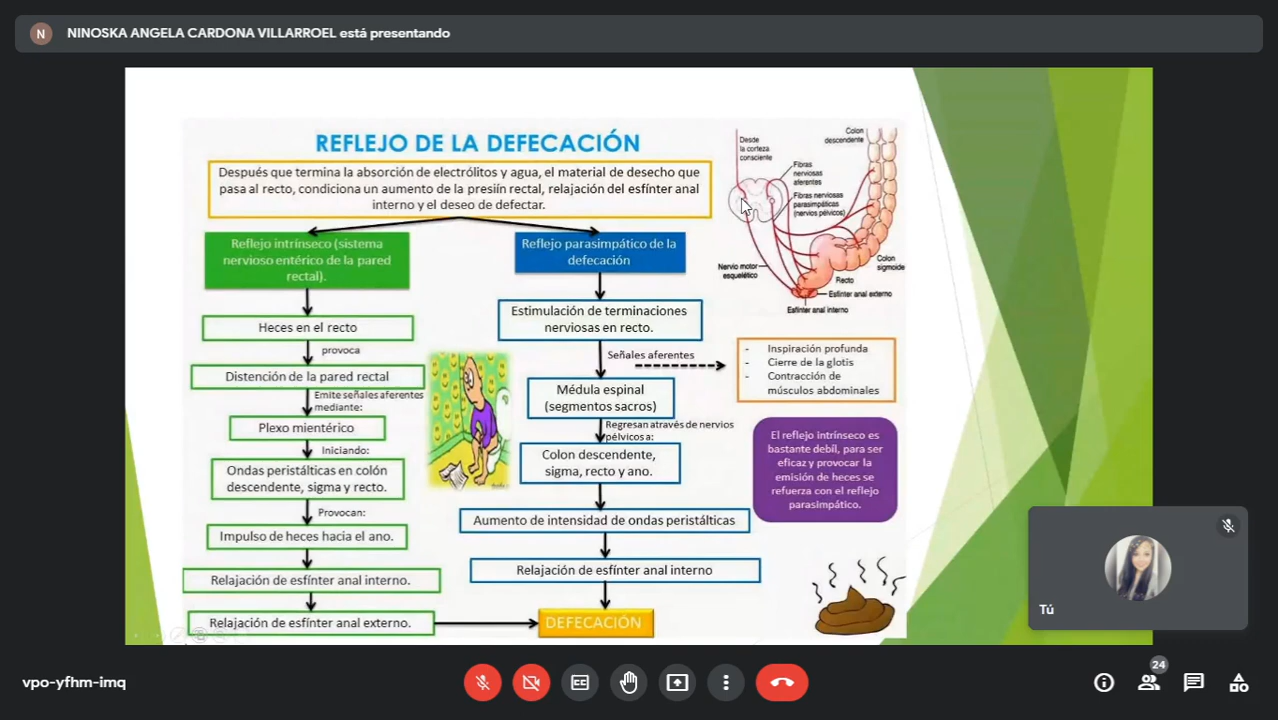 N
NINOSKA ANGELA CARDONA VILLARROEL está presentando
REFLEJO DE LA DEFECACIÓN
Después que termina la absorción de electrólitos y agua, el material de desecho que
pasa al recto, condiciona un aumento de la presiín rectal, relajación del esfínter anal
interno y el deseo de defectar.
Reflejo intrínseco (sistema
nervioso entérico de la pared
rectal).
Heces en el recto
provoca
Distención de la pared rectal
Emite señales aferentes
mediante:
Plexo mientérico
Iniciando:
Ondas peristálticas en colón
descendente, sigma y recto.
Provocan:
Impulso de heces hacia el ano.
Relajación de esfínter anal interno.
Relajación de esfínter anal externo.
Reflejo parasimpático de la
defecación
Estimulación de terminaciones
nerviosas en recto.
Señales aferentes
Médula espinal
(segmentos sacros)
Regresan através de nervios
pélvicos a:
Colon descendente,
sigma, recto y ano.
Aumento de intensidad de ondas peristálticas
Relajación de esfínter anal interno
DEFECACIÓN
Desde
la corteza
consciente
Colon
descendente
Fibras
nerviosas
aferentes
Fibras nerviosas
parasimpáticas
(nervios pélvicos)
Nervio motor
esquelético
Colon
sigmoide
Recto
Esfínter anal externo
Esfínter anal interno
- Inspiración profunda
- Cierre de la glotis
- Contracción de
músculos abdominales
El reflejo intrínseco es
bastante debíl, para ser
eficaz y provocar la
emisión de heces se
refuerza con el reflejo
parasimpático.
Tú
vpo-yfhm-imq
24